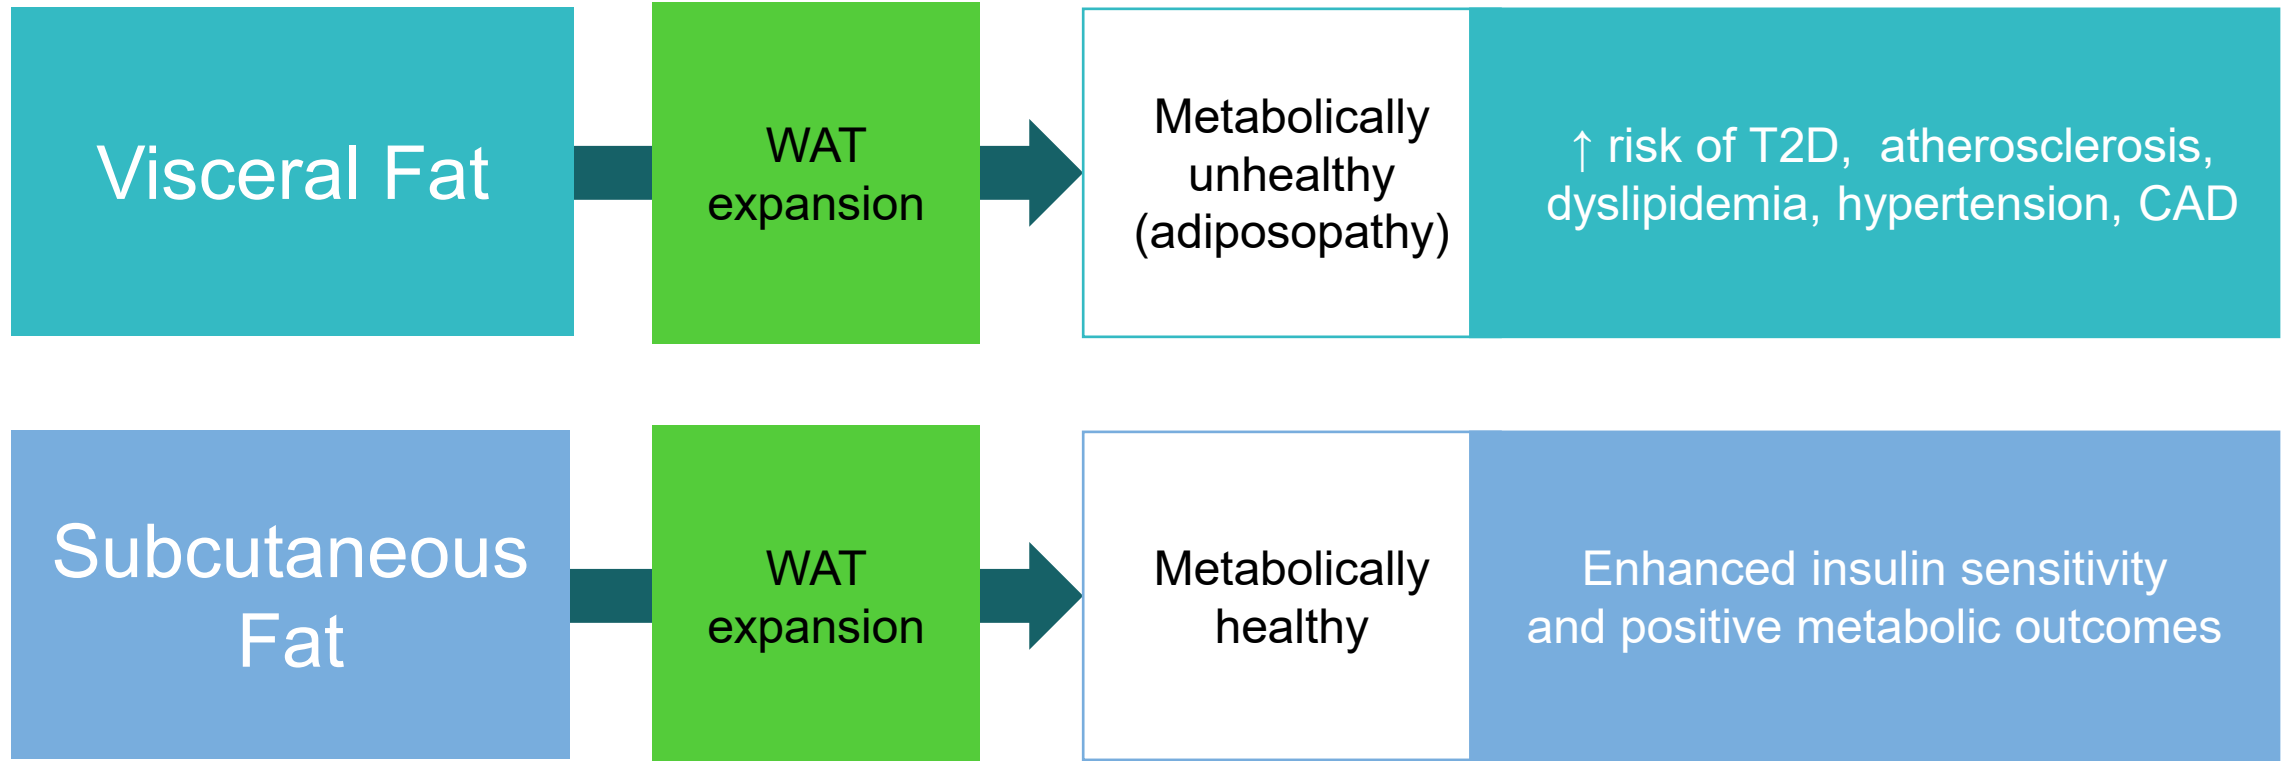 Visceral Fat
WAT
expansion
Metabolically
unhealthy
(adiposopathy)
↑ risk of T2D,  atherosclerosis,
dyslipidemia, hypertension, CAD
Subcutaneous
Fat
WAT
expansion
Metabolically
healthy
Enhanced insulin sensitivity
and positive metabolic outcomes